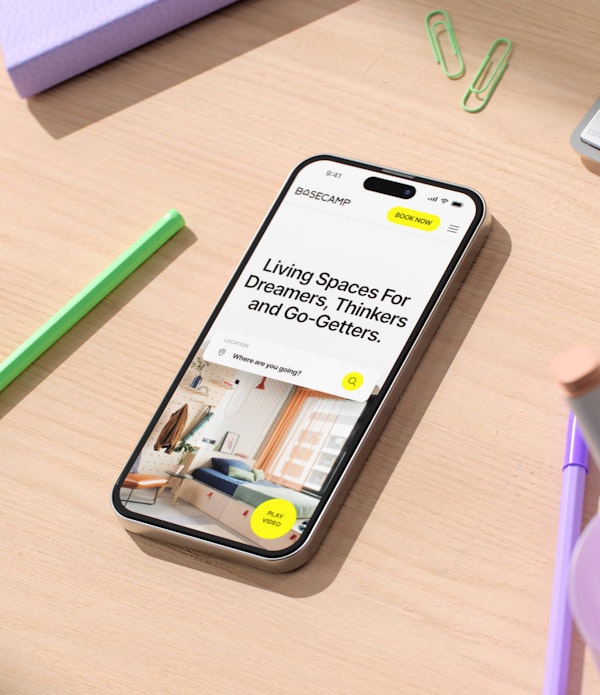 9:41
BASECAMP
BOOK NOW
Living Spaces For
Dreamers, Thinkers
and Go-Getters.
LOCATION
Where are you going?
PLAY
VIDEO